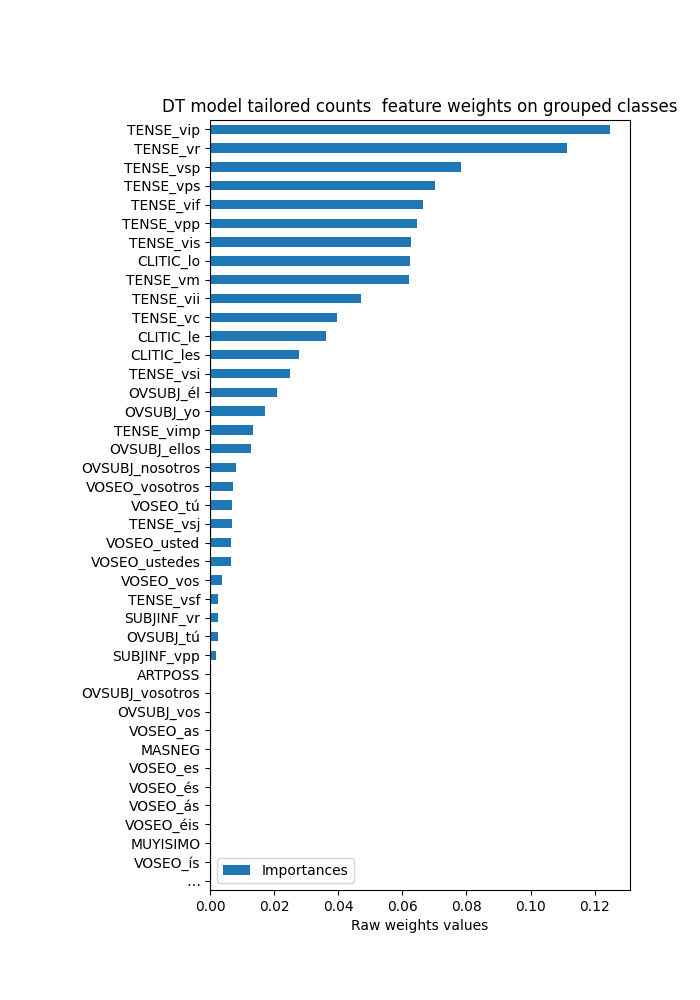 DT model tailored counts  feature weights on grouped classes
TENSE_vip
TENSE_vr
TENSE_vsp
TENSE_vps
TENSE_vif
TENSE_vpp
TENSE_vis
CLITIC_lo
TENSE_vm
TENSE_vii
TENSE_vc
CLITIC_le
CLITIC_les
TENSE_vsi
OVSUBJ_él
OVSUBJ_yo
TENSE_vimp
OVSUBJ_ellos
OVSUBJ_nosotros
VOSEO_vosotros
VOSEO_tú
TENSE_vsj
VOSEO_usted
VOSEO_ustedes
VOSEO_vos
TENSE_vsf
SUBJINF_vr
OVSUBJ_tú
SUBJINF_vpp
ARTPOSS
OVSUBJ_vosotros
OVSUBJ_vos
VOSEO_as
MASNEG
VOSEO_es
VOSEO_és
VOSEO_ás
VOSEO_éis
MUYISIMO
VOSEO_ís
...
Importances
0.00 0.02 0.04 0.06 0.08 0.10 0.12
Raw weights values